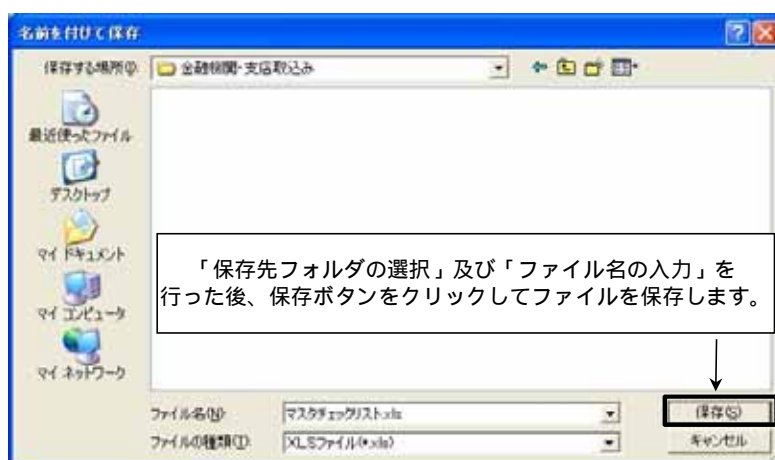 名前を付けて保存
保存する場所(I):
金融機関・支店取込み
最近使ったファイル
デスクトップ
マイ ドキュメント
マイ コンピュータ
マイ ネットワーク
「保存先フォルダの選択」及び「ファイル名の入力」を
行った後、保存ボタンをクリックしてファイルを保存します。
ファイル名(N):
マスタチェックリスト.xls
保存(S)
ファイルの種類(T):
XLSファイル(*.xls)
キャンセル